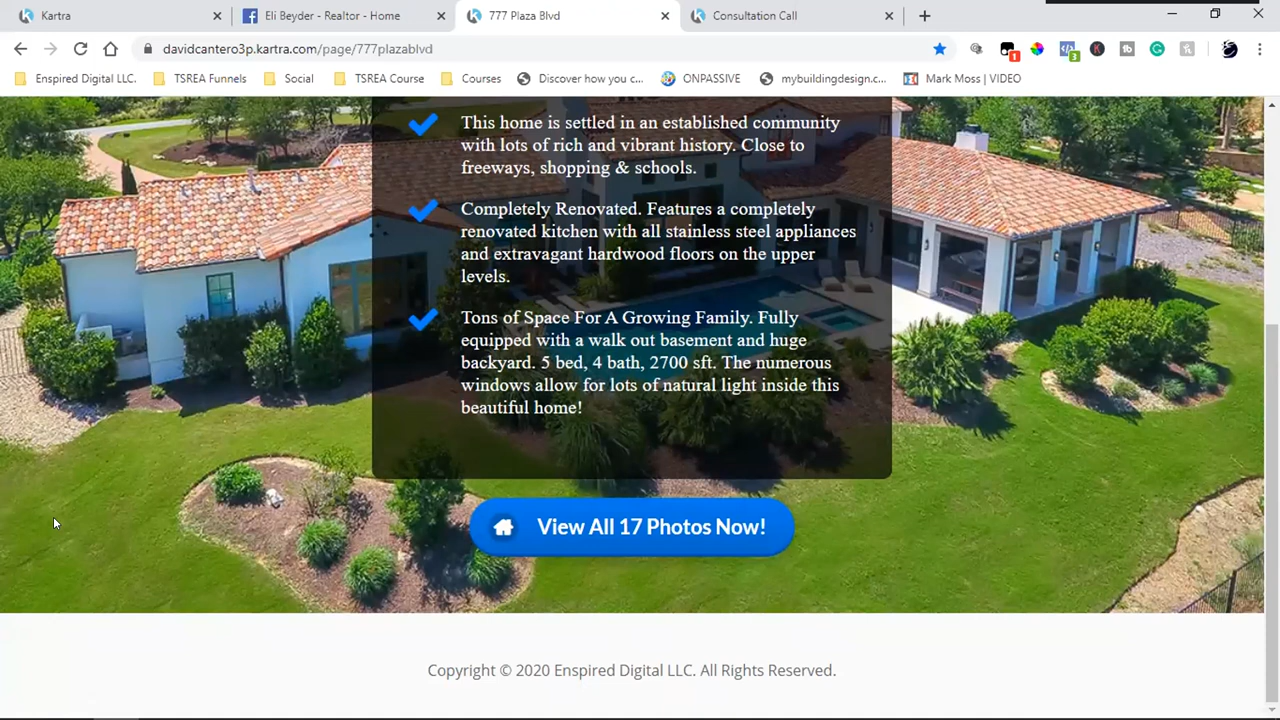 Kartra
Eli Beyder - Realtor - Home
777 Plaza Blvd
Consultation Call
davidcantero3p.kartra.com/page/777plazablvd
1
3
Enspired Digital LLC.
TSREA Funnels
Social
TSREA Course
Courses
Discover how you c...
ONPASSIVE
mybuildingdesign.c...
Mark Moss | VIDEO
This home is settled in an established community
with lots of rich and vibrant history. Close to
freeways, shopping & schools.
Completely Renovated. Features a completely
renovated kitchen with all stainless steel appliances
and extravagant hardwood floors on the upper
levels.
Tons of Space For A Growing Family. Fully
equipped with a walk out basement and huge
backyard. 5 bed, 4 bath, 2700 sft. The numerous
windows allow for lots of natural light inside this
beautiful home!
View All 17 Photos Now!
Copyright © 2020 Enspired Digital LLC. All Rights Reserved.